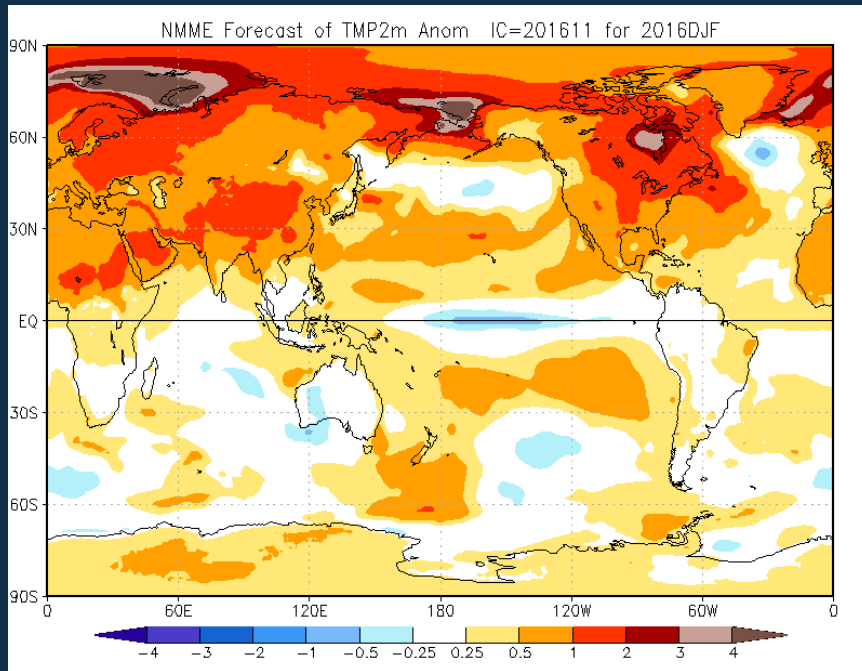 NMME Forecast of TMP2m Anom IC=201611 for 2016DJF
90N
60N
30N
EQ
30S
60S
90S
0 60E 120E 180 120W 60W 0
-4 -3 -2 -1 -0.5 -0.25 0.25 0.5 1 2 3 4